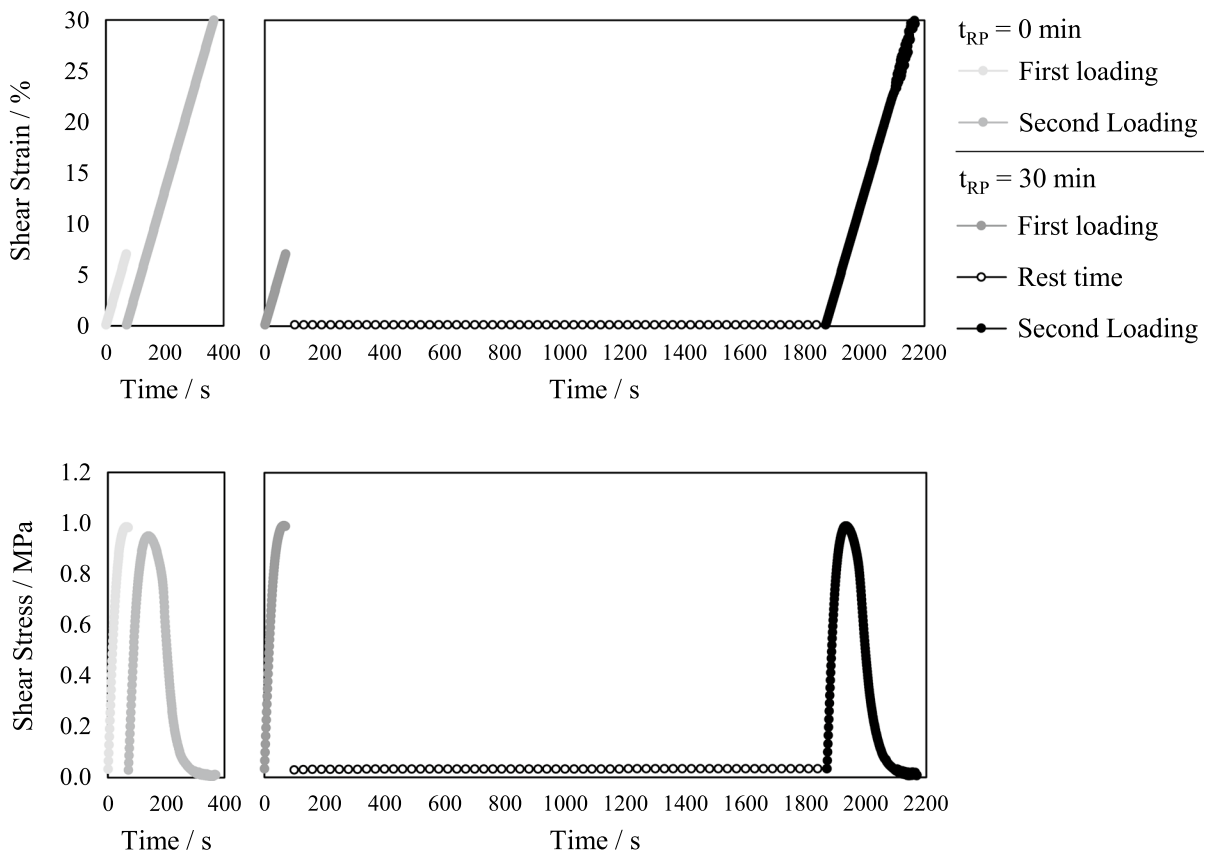 Shear Strain / %
30
25
20
15
10
5
0
0 200 400
Time / s
0 200 400 600 800 1000 1200 1400 1600 1800 2000 2200
Time / s
t_RP = 0 min
First loading
Second Loading
t_RP = 30 min
First loading
Rest time
Second Loading
Shear Stress / MPa
1.2
1.0
0.8
0.6
0.4
0.2
0.0
0 200 400
Time / s
0 200 400 600 800 1000 1200 1400 1600 1800 2000 2200
Time / s